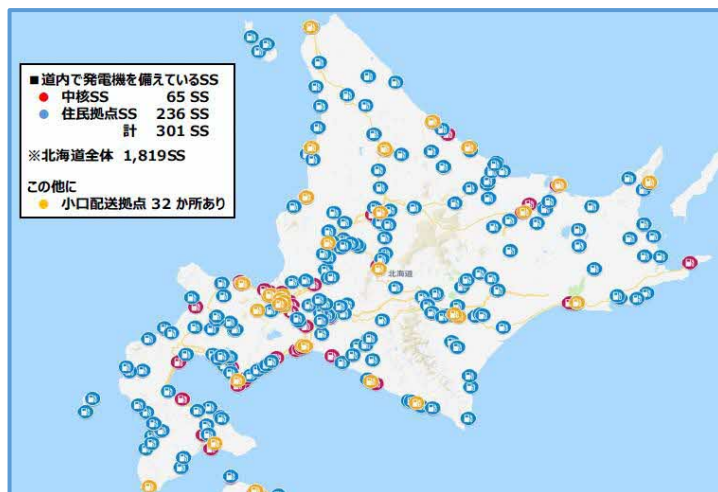 ■道内で発電機を備えているSS
● 中核SS 65 SS
● 住民拠点SS 236 SS
計 301 SS
※北海道全体 1,819SS
この他に
● 小口配送拠点 32 か所あり
北海道